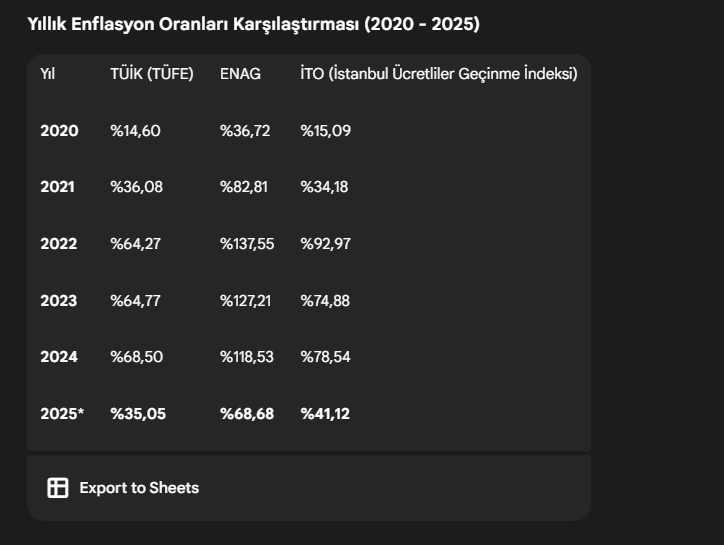 Yıllık Enflasyon Oranları Karşılaştırması (2020 - 2025)
Yıl TÜİK (TÜFE) ENAG İTO (İstanbul Ücretliler Geçinme İndeksi)
2020 %14,60 %36,72 %15,09
2021 %36,08 %82,81 %34,18
2022 %64,27 %137,55 %92,97
2023 %64,77 %127,21 %74,88
2024 %68,50 %118,53 %78,54
2025* %35,05 %68,68 %41,12
Export to Sheets